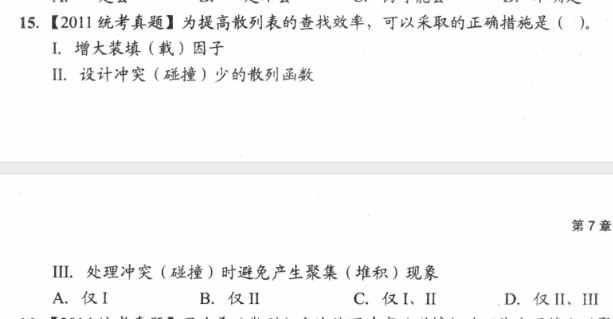 15. 【2011 统考真题】为提高散列表的查找效率，可以采取的正确措施是（ ）。
I. 增大装填（载）因子
II. 设计冲突（碰撞）少的散列函数
第 7 章
III. 处理冲突（碰撞）时避免产生聚集（堆积）现象
A. 仅 I B. 仅 II C. 仅 I、II D. 仅 II、III